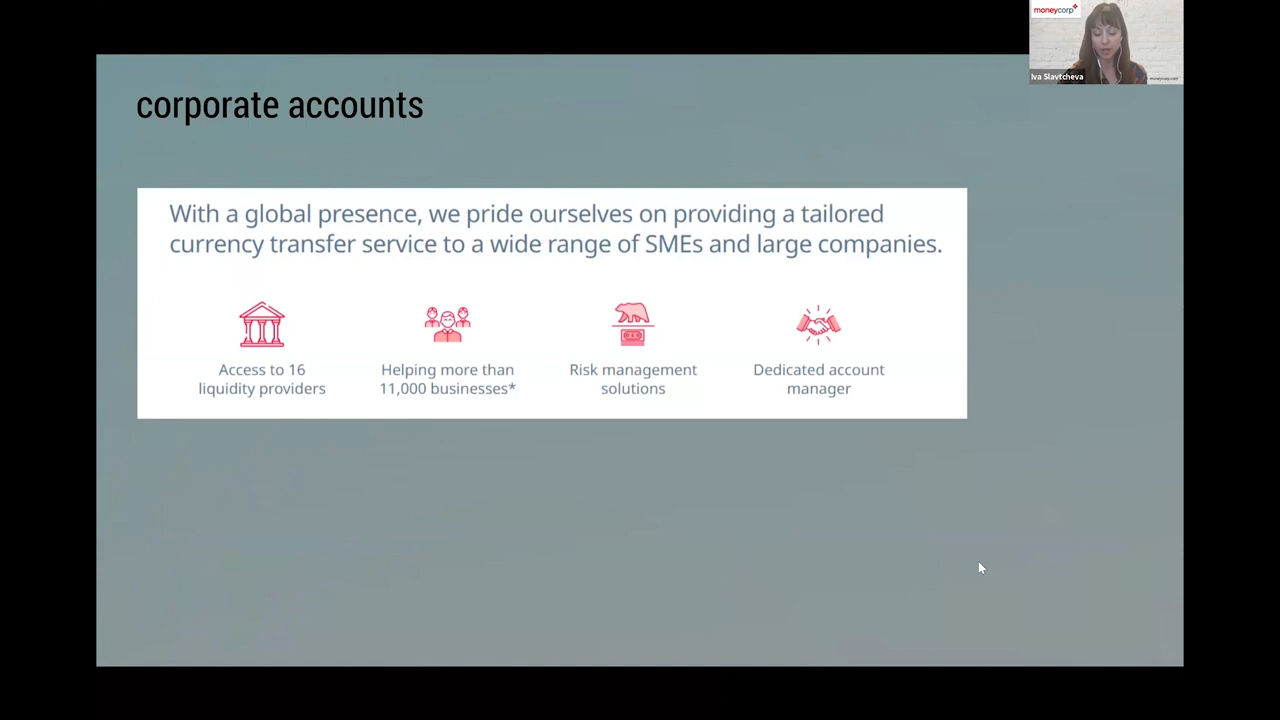 moneycorp
Iva Slavtcheva
moneycorp.com
corporate accounts
With a global presence, we pride ourselves on providing a tailored
currency transfer service to a wide range of SMEs and large companies.
Access to 16
liquidity providers
Helping more than
11,000 businesses*
Risk management
solutions
Dedicated account
manager